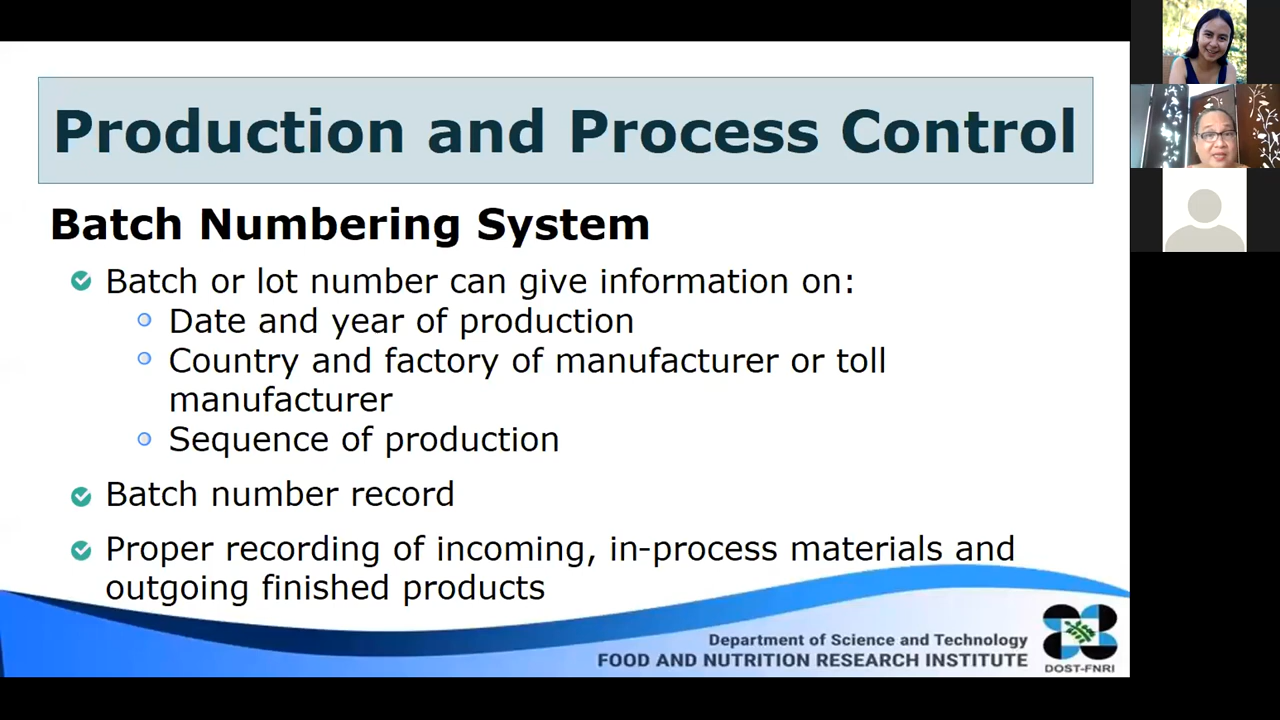 Production and Process Control
Batch Numbering System
Batch or lot number can give information on:
Date and year of production
Country and factory of manufacturer or toll
manufacturer
Sequence of production
Batch number record
Proper recording of incoming, in-process materials and
outgoing finished products
Department of Science and Technology
FOOD AND NUTRITION RESEARCH INSTITUTE
DOST-FNRI